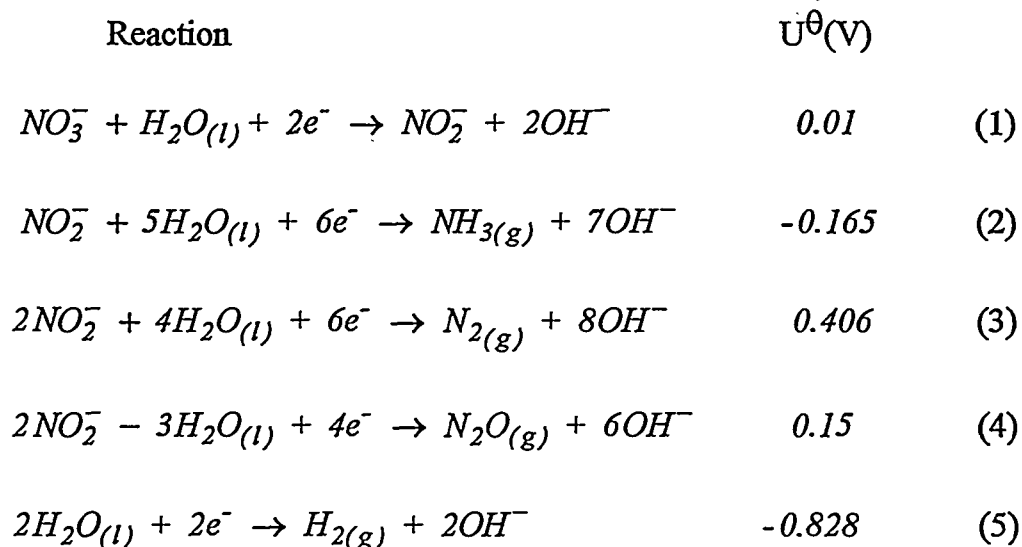 Reaction U^θ(V)
NO₃⁻ + H₂O(l) + 2e⁻ → NO₂⁻ + 2OH⁻ 0.01 (1)
NO₂⁻ + 5H₂O(l) + 6e⁻ → NH₃(g) + 7OH⁻ -0.165 (2)
2NO₂⁻ + 4H₂O(l) + 6e⁻ → N₂(g) + 8OH⁻ 0.406 (3)
2NO₂⁻ − 3H₂O(l) + 4e⁻ → N₂O(g) + 6OH⁻ 0.15 (4)
2H₂O(l) + 2e⁻ → H₂(g) + 2OH⁻ -0.828 (5)